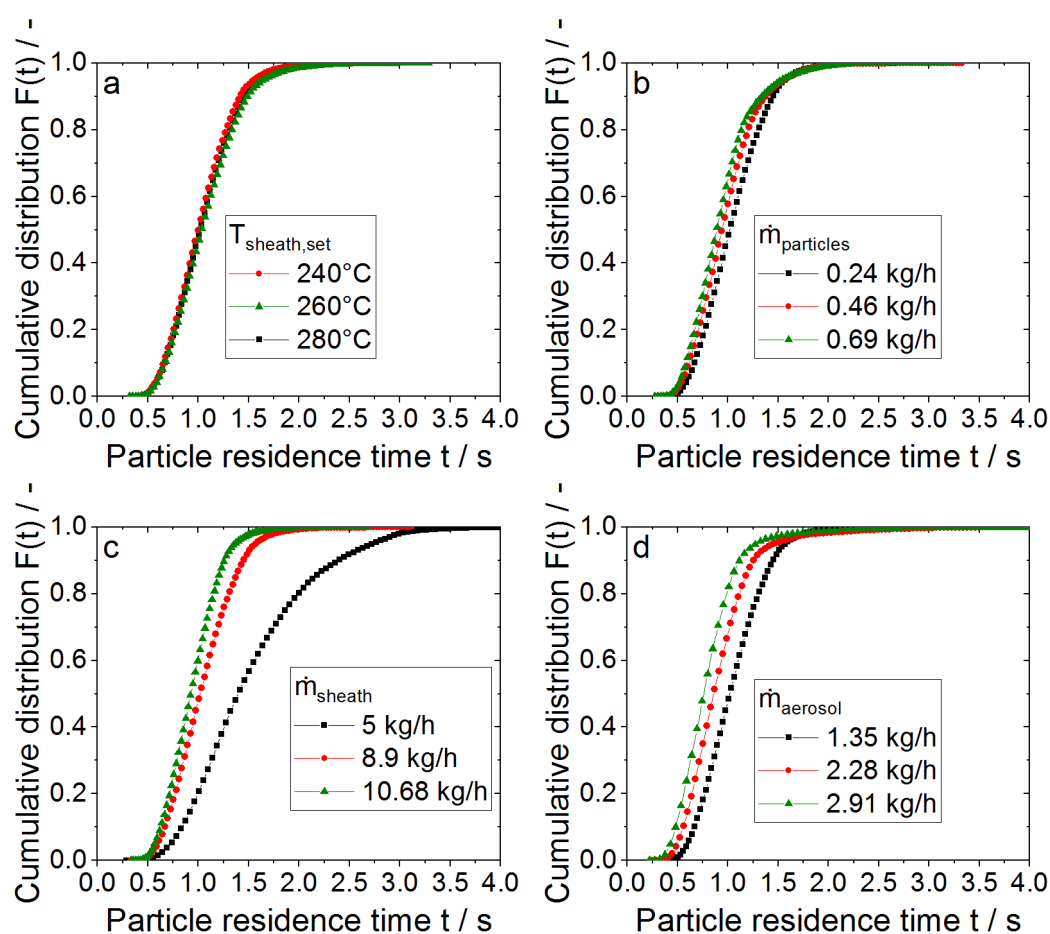 Cumulative distribution F(t) / -
1.0
0.8
0.6
0.4
0.2
0.0
a
T sheath,set
240°C
260°C
280°C
0.0 0.5 1.0 1.5 2.0 2.5 3.0 3.5 4.0
Particle residence time t / s
Cumulative distribution F(t) / -
1.0
0.8
0.6
0.4
0.2
0.0
b
ṁ particles
0.24 kg/h
0.46 kg/h
0.69 kg/h
0.0 0.5 1.0 1.5 2.0 2.5 3.0 3.5 4.0
Particle residence time t / s
Cumulative distribution F(t) / -
1.0
0.8
0.6
0.4
0.2
0.0
c
ṁ sheath
5 kg/h
8.9 kg/h
10.68 kg/h
0.0 0.5 1.0 1.5 2.0 2.5 3.0 3.5 4.0
Particle residence time t / s
Cumulative distribution F(t) / -
1.0
0.8
0.6
0.4
0.2
0.0
d
ṁ aerosol
1.35 kg/h
2.28 kg/h
2.91 kg/h
0.0 0.5 1.0 1.5 2.0 2.5 3.0 3.5 4.0
Particle residence time t / s